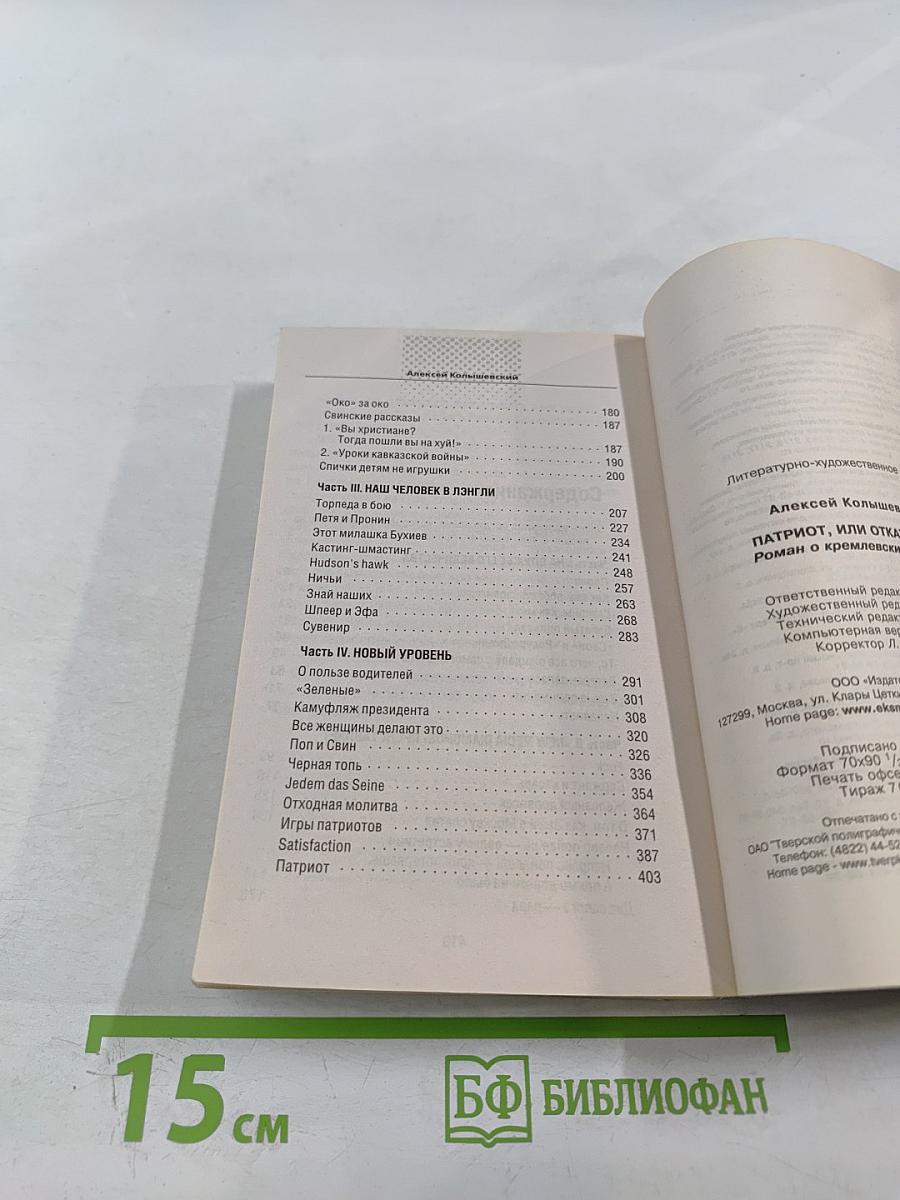 Алексей Колышевский
«Око» за око 180
Свинские рассказы 187
1. «Вы христиане?
Тогда пошли вы на хуй!» 187
2. «Уроки кавказской войны» 190
Спички детям не игрушки 200
Часть III. НАШ ЧЕЛОВЕК В ЛЭНГЛИ
Торпеда в бою 207
Петя и Пронин 227
Этот милашка Бухиев 234
Кастинг-шмастинг 241
Hudson's hawk 248
Ничьи 257
Знай наших 263
Шпеер и Эфа 268
Сувенир 283
Часть IV. НОВЫЙ УРОВЕНЬ
О пользе водителей 291
«Зеленые» 301
Камуфляж президента 308
Все женщины делают это 320
Поп и Свин 326
Черная топь 336
Jedem das Seine 354
Отходная молитва 364
Игры патриотов 371
Satisfaction 387
Патриот 403
Литературно-художественное
Алексей Колышев
ПАТРИОТ, ИЛИ ОТКА
Роман о кремлевски
Ответственный редак
Художественный ред
Технический редак
Компьютерная вер
Корректор Л.
ООО «Издате
127299, Москва, ул. Клары Цетки
Home page: www.eksm
Подписано
Формат 70x90 1/
Печать офсе
Тираж 7
Отпечатано с
ОАО "Тверской полиграфиче
Телефон: (4822) 44-52
Home page - www.tverp
15 см
БФ БИБЛИОФАН